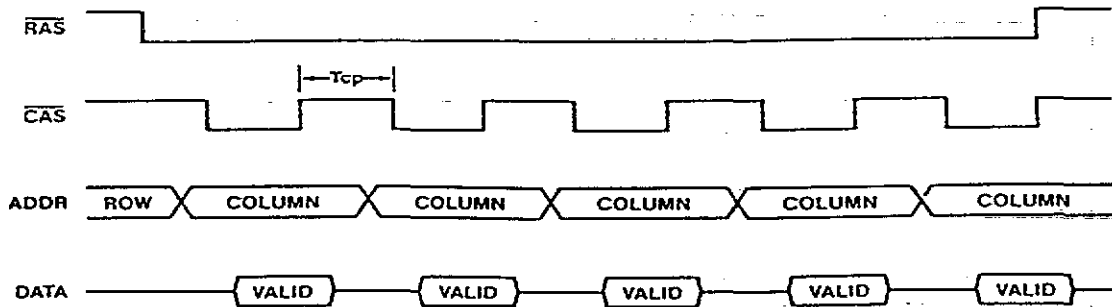 RAS
Tcp
CAS
ADDR ROW COLUMN COLUMN COLUMN COLUMN COLUMN
DATA VALID VALID VALID VALID VALID